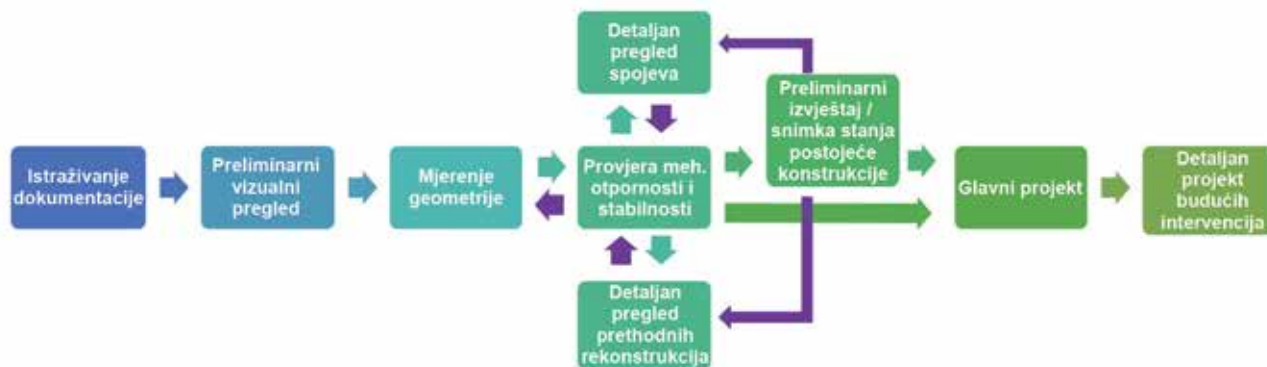 Istraživanje
dokumentacije
Preliminarni
vizualni
pregled
Mjerenje
geometrije
Detaljan
pregled
spojeva
Provjera meh.
otpornosti i
stabilnosti
Detaljan
pregled
prethodnih
rekonstrukcija
Preliminarni
izvještaj /
snimka stanja
postojeće
konstrukcije
Glavni projekt
Detaljan
projekt
budućih
intervencija